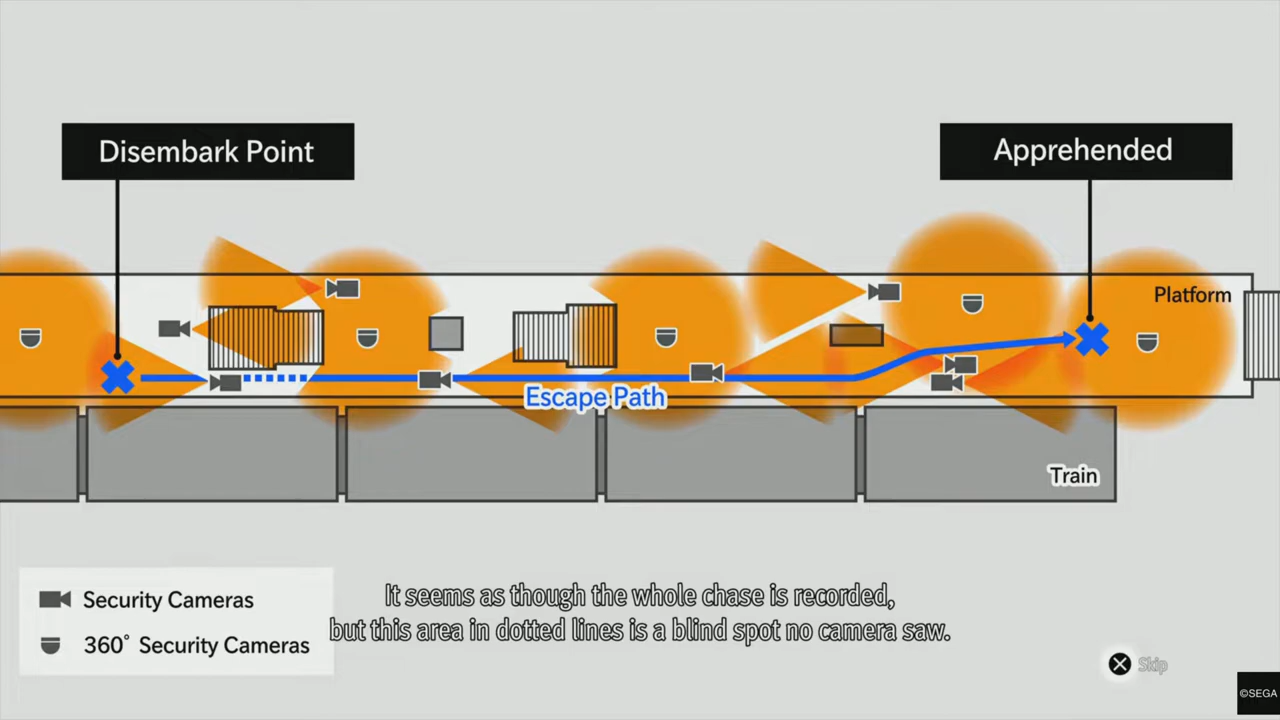 Disembark Point
Apprehended
Platform
Escape Path
Train
Security Cameras
360° Security Cameras
It seems as though the whole chase is recorded,
but this area in dotted lines is a blind spot no camera saw.
Skip
©SEGA